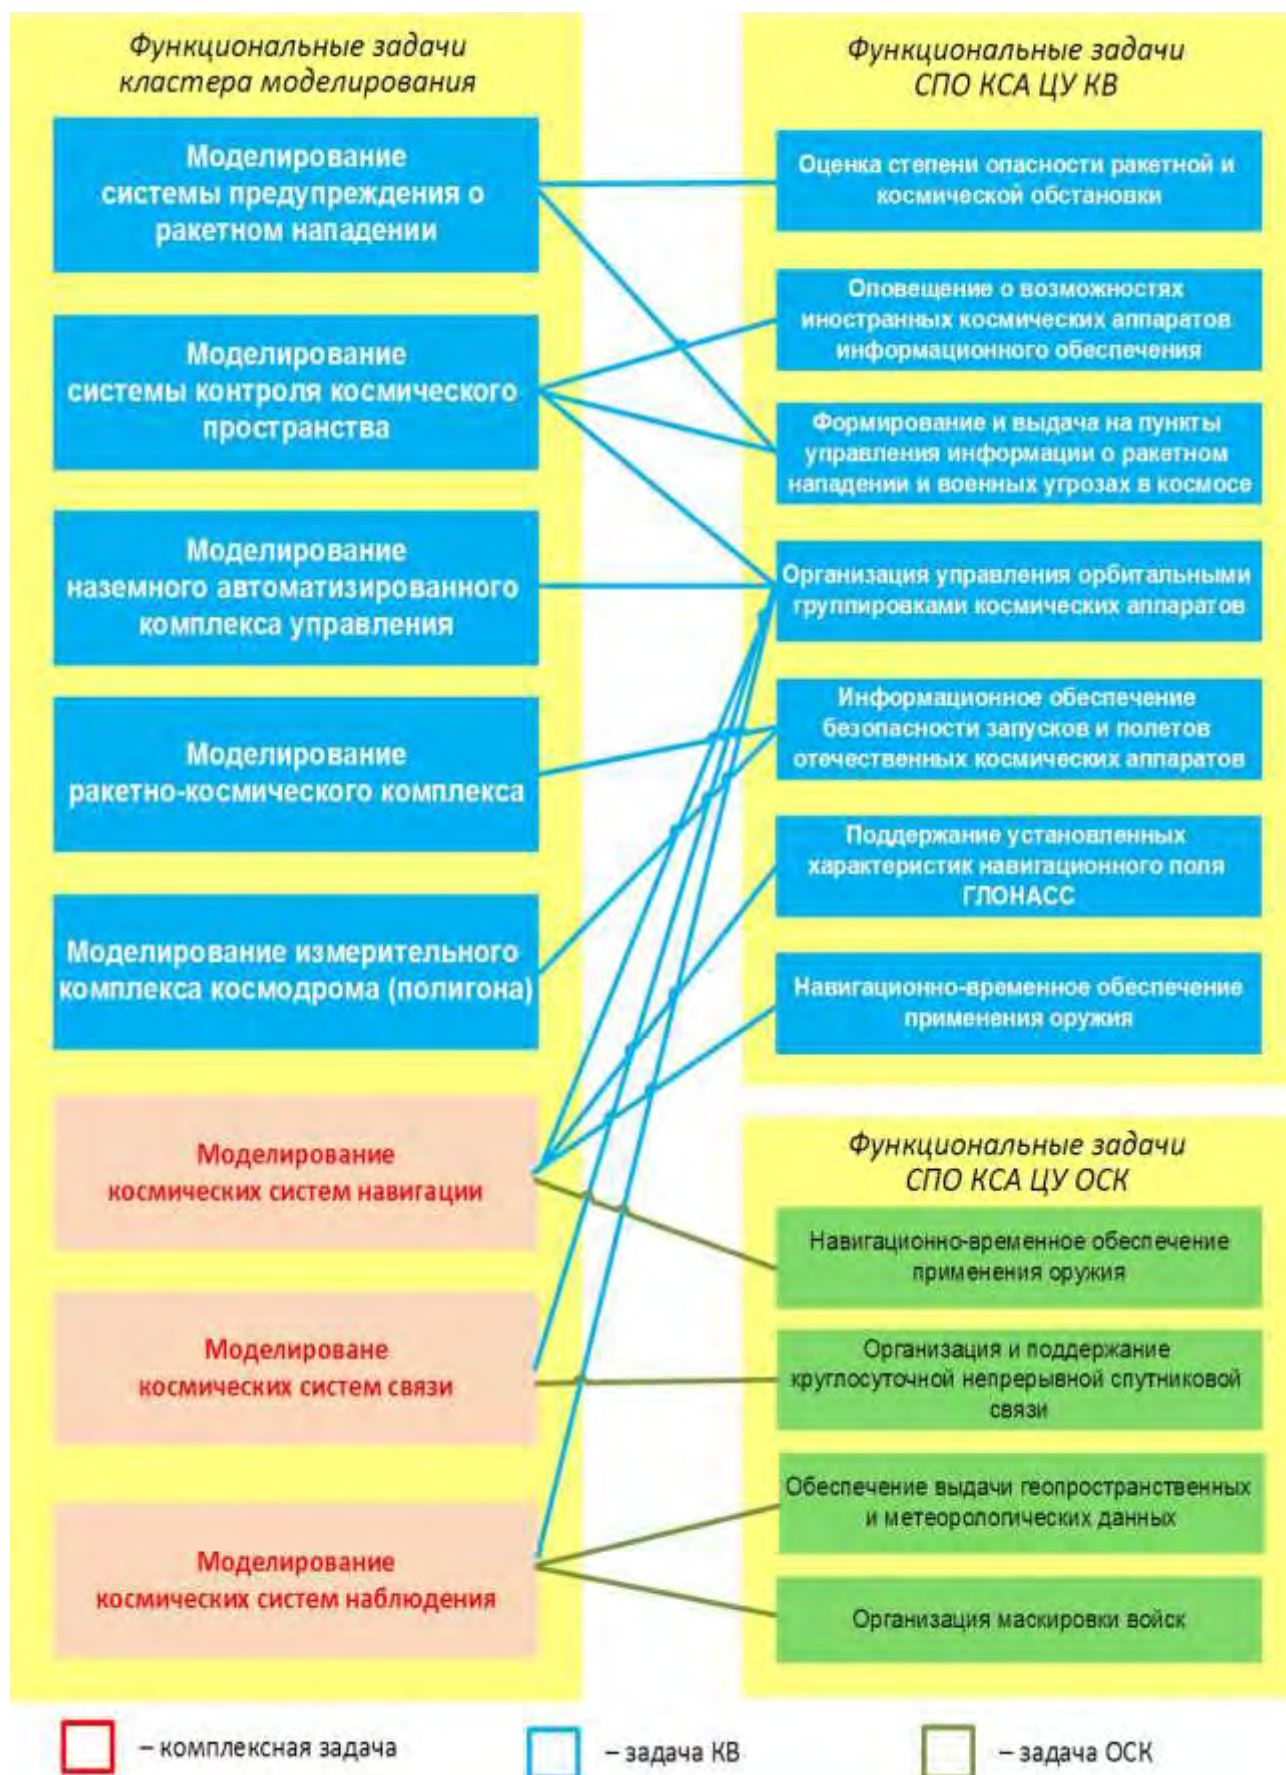 Функциональные задачи
кластера моделирования
Моделирование
системы предупреждения о
ракетном нападении
Моделирование
системы контроля космического
пространства
Моделирование
наземного автоматизированного
комплекса управления
Моделирование
ракетно-космического комплекса
Моделирование измерительного
комплекса космодрома (полигона)
Моделирование
космических систем навигации
Моделироване
космических систем связи
Моделирование
космических систем наблюдения
Функциональные задачи
СПО КСА ЦУ КВ
Оценка степени опасности ракетной и
космической обстановки
Оповещение о возможностях
иностранных космических аппаратов
информационного обеспечения
Формирование и выдача на пункты
управления информации о ракетном
нападении и военных угрозах в космосе
Организация управления орбитальными
группировками космических аппаратов
Информационное обеспечение
безопасности запусков и полетов
отечественных космических аппаратов
Поддержание установленных
характеристик навигационного поля
ГЛОНАСС
Навигационно-временное обеспечение
применения оружия
Функциональные задачи
СПО КСА ЦУ ОСК
Навигационно-временное обеспечение
применения оружия
Организация и поддержание
круглосуточной непрерывной спутниковой
связи
Обеспечение выдачи геопространственных
и метеорологических данных
Организация маскировки войск
– комплексная задача
– задача КВ
– задача ОСК